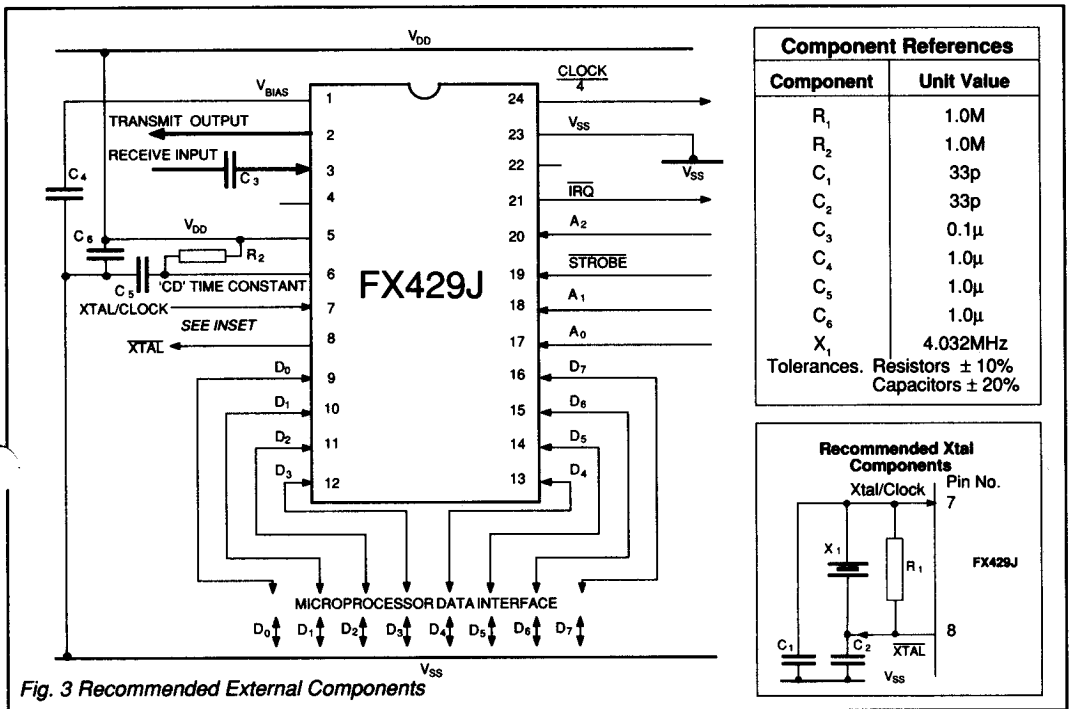 V_DD
V_BIAS
1
TRANSMIT OUTPUT
2
RECEIVE INPUT
3
C_3
C_4
4
V_DD
5
C_6
R_2
6
C_5
'CD' TIME CONSTANT
XTAL/CLOCK
7
SEE INSET
8
XTAL
D_0
9
D_1
10
D_2
11
D_3
12
FX429J
24
CLOCK
4
23
V_SS
22
V_SS
21
IRQ
20
A_2
19
STROBE
18
A_1
17
A_0
16
D_7
15
D_6
14
D_5
13
D_4
MICROPROCESSOR DATA INTERFACE
D_0 D_1 D_2 D_3 D_4 D_5 D_6 D_7
V_SS
Fig. 3 Recommended External Components
Component References
Component Unit Value
R_1 1.0M
R_2 1.0M
C_1 33p
C_2 33p
C_3 0.1µ
C_4 1.0µ
C_5 1.0µ
C_6 1.0µ
X_1 4.032MHz
Tolerances. Resistors ± 10%
Capacitors ± 20%
Recommended Xtal
Components
Xtal/Clock
Pin No.
7
X_1
R_1
FX429J
8
C_1
C_2
XTAL
V_SS